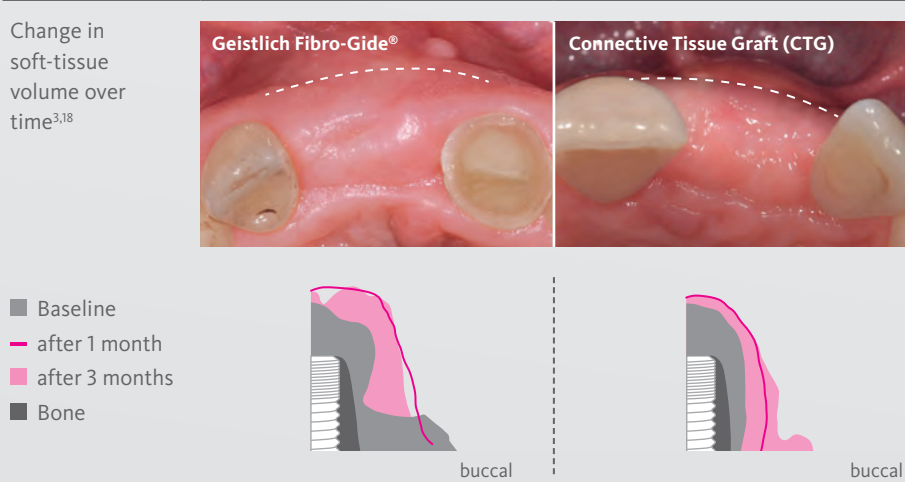 Change in
soft-tissue
volume over
time3,18
Geistlich Fibro-Gide®
Connective Tissue Graft (CTG)
Baseline
after 1 month
after 3 months
Bone
buccal
buccal